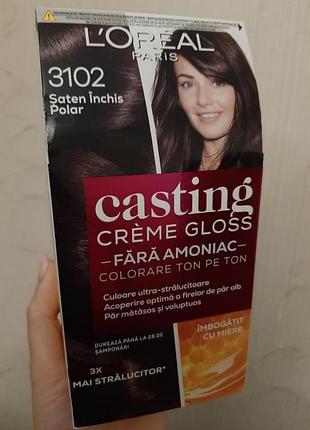 L'ORÉAL
PARIS
3102
Șaten Închis
Polar
casting
CRÈME GLOSS
—FĂRĂ AMONIAC—
COLORARE TON PE TON
Culoare ultra-strălucitoare
Acoperire optimă a firelor de păr alb
Păr mătăsos și voluptuos
ÎMBOGĂȚIT
CU MIERE
DUREAZĂ PÂNĂ LA 28 DE
ȘAMPONĂRI
3X
MAI STRĂLUCITOR*